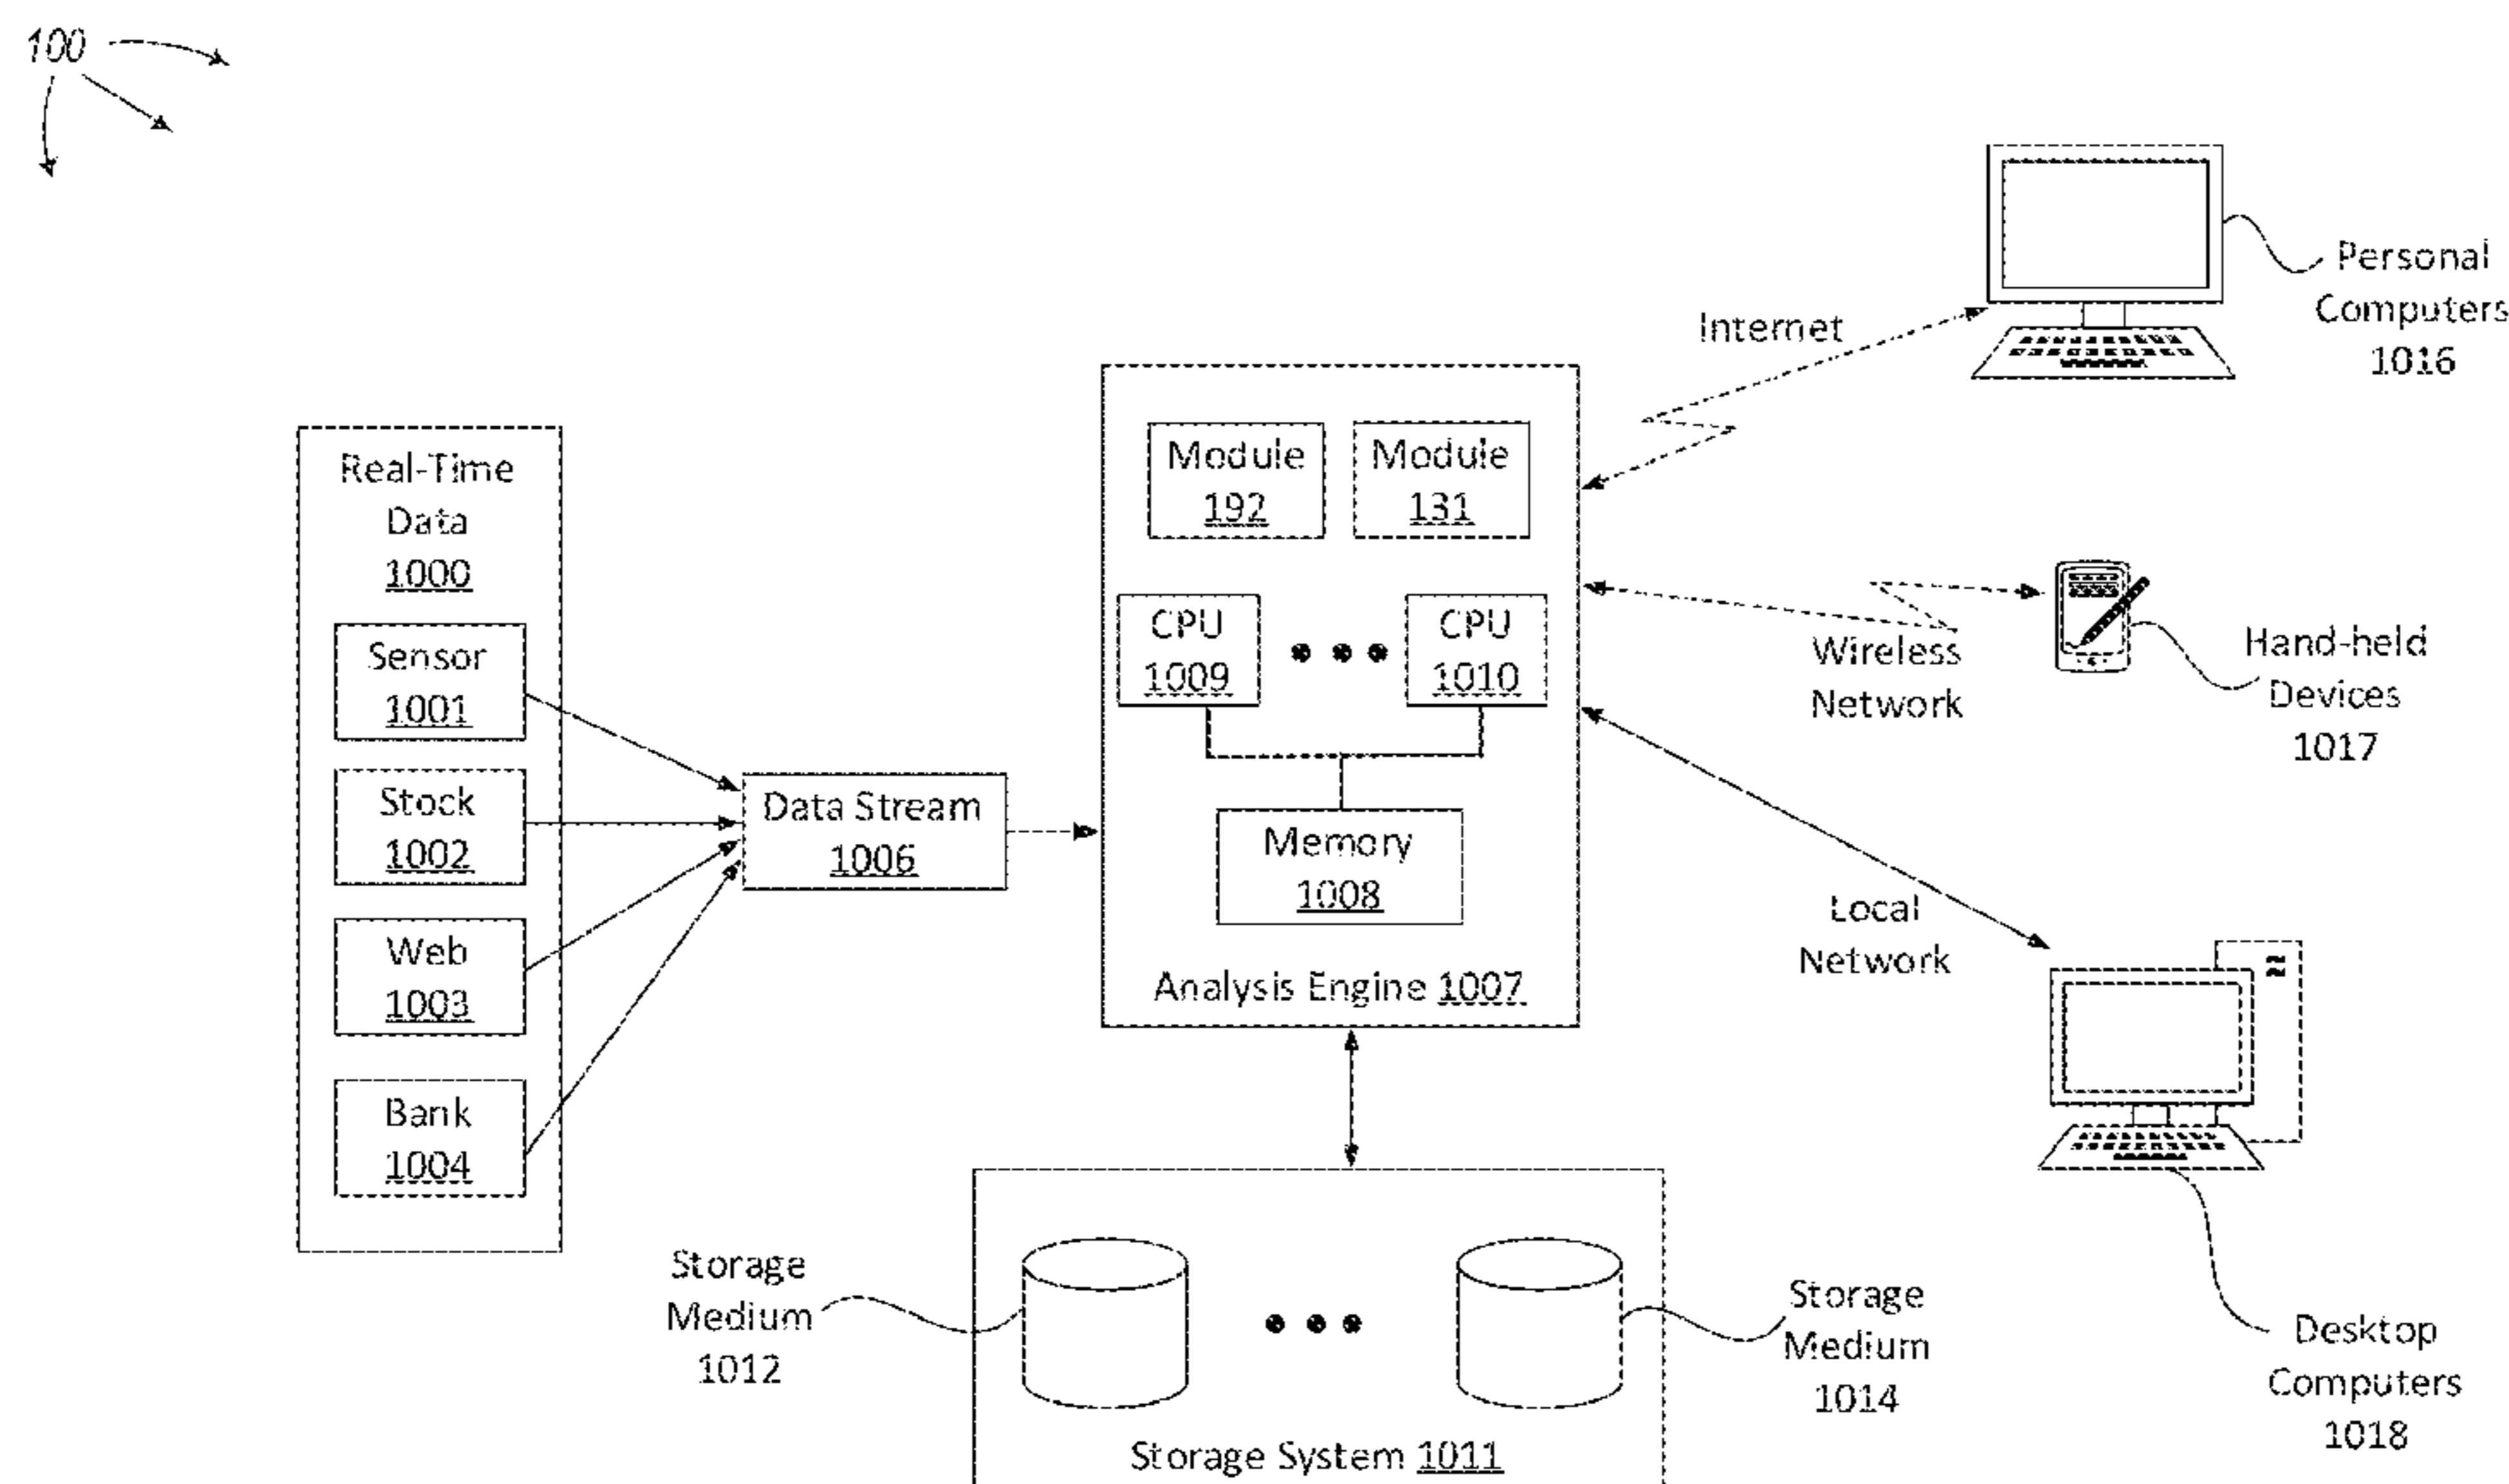 100
Real-Time
Data
1000
Sensor
1001
Stock
1002
Web
1003
Bank
1004
Data Stream
1006
Module
192
Module
131
CPU
1009
CPU
1010
Memory
1008
Analysis Engine 1007
Internet
Wireless
Network
Local
Network
Personal
Computers
1016
Hand-held
Devices
1017
Desktop
Computers
1018
Storage
Medium
1012
Storage
Medium
1014
Storage System 1011